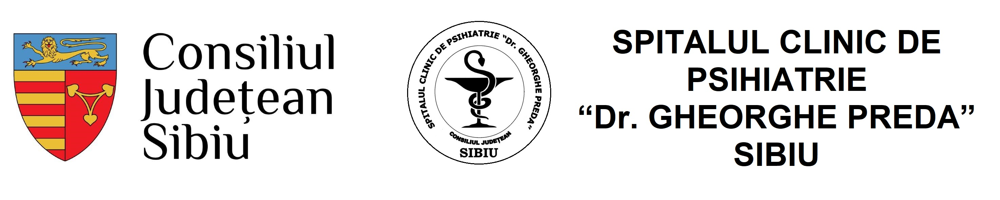 Consiliul
Județean
Sibiu
SPITALUL CLINIC DE PSIHIATRIE “Dr. GHEORGHE PREDA”
CONSILIUL JUDEȚEAN
SIBIU
SPITALUL CLINIC DE
PSIHIATRIE
“Dr. GHEORGHE PREDA”
SIBIU